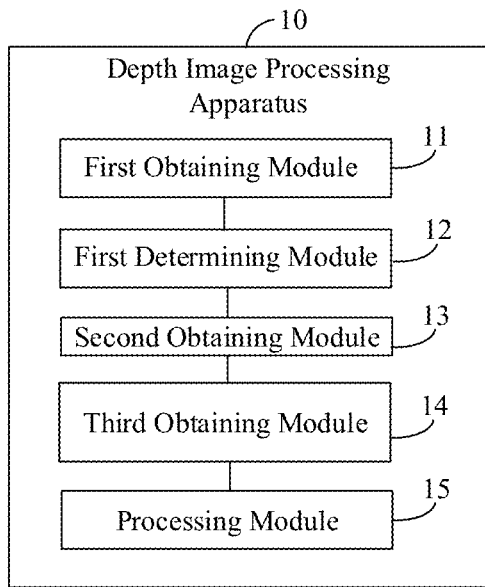 10
Depth Image Processing
Apparatus
First Obtaining Module
11
First Determining Module
12
Second Obtaining Module
13
Third Obtaining Module
14
Processing Module
15